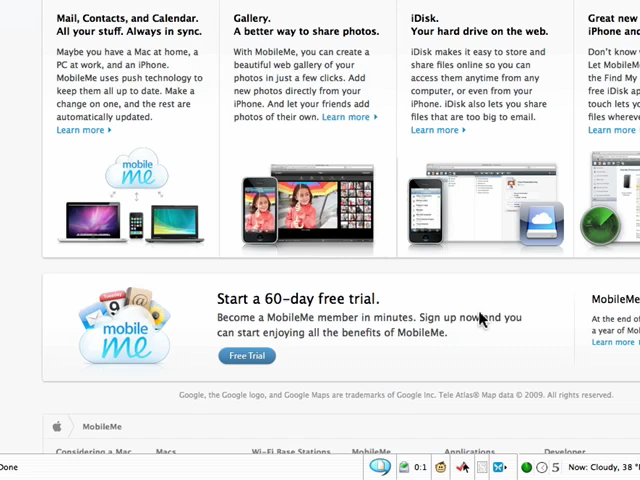 Mail, Contacts, and Calendar.
All your stuff. Always in sync.
Maybe you have a Mac at home, a
PC at work, and an iPhone.
MobileMe uses push technology to
keep them all up to date. Make a
change on one, and the rest are
automatically updated.
Learn more
mobile
me
Gallery.
A better way to share photos.
With MobileMe, you can create a
beautiful web gallery of your
photos in just a few clicks. Add
new photos directly from your
iPhone. And let your friends add
photos of their own. Learn more
iDisk.
Your hard drive on the web.
iDisk makes it easy to store and
share files online so you can
access them anytime from any
computer, or even from your
iPhone. iDisk also lets you share
files that are too big to email.
Learn more
Great new
iPhone an
Don't know
Let MobileM
the Find My
free iDisk ap
touch lets y
files whereve
Learn more
9
mobile
me
Start a 60-day free trial.
Become a MobileMe member in minutes. Sign up now and you
can start enjoying all the benefits of MobileMe.
Free Trial
MobileMe
At the end of
a year of Mo
Learn more
Google, the Google logo, and Google Maps are trademarks of Google Inc. Tele Atlas® Map data © 2009. All rights reserved.
MobileMe
Considering a Mac Macs Wi-Fi Base Stations MobileMe Applications Developer
Done 0:1 5 Now: Cloudy, 38 °